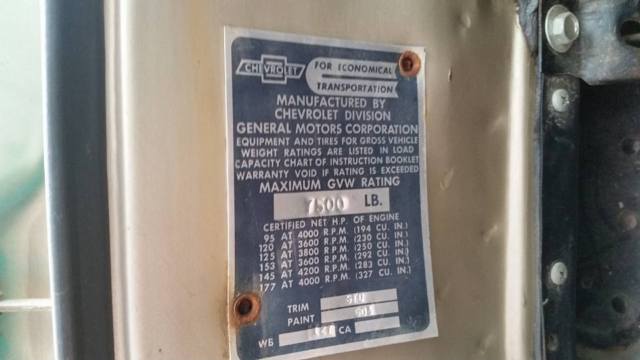 CHEVROLET
FOR ECONOMICAL
TRANSPORTATION
MANUFACTURED BY
CHEVROLET DIVISION
GENERAL MOTORS CORPORATION
EQUIPMENT AND TIRES FOR GROSS VEHICLE
WEIGHT RATINGS ARE LISTED IN LOAD
CAPACITY CHART OF INSTRUCTION BOOKLET
WARRANTY VOID IF RATING IS EXCEEDED
MAXIMUM GVW RATING
7500 LB.
CERTIFIED NET H.P. OF ENGINE
95 AT 4000 R.P.M. (194 CU. IN.)
120 AT 3600 R.P.M. (230 CU. IN.)
125 AT 3800 R.P.M. (250 CU. IN.)
153 AT 3600 R.P.M. (292 CU. IN.)
145 AT 4200 R.P.M. (283 CU. IN.)
177 AT 4000 R.P.M. (327 CU. IN.)
TRIM
PAINT
WB CA